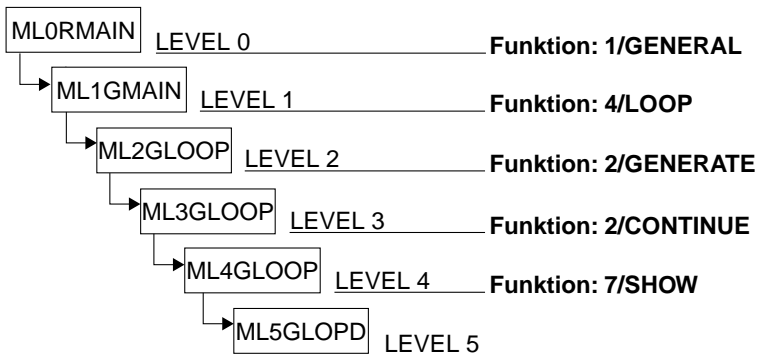 ML0RMAIN LEVEL 0 Funktion: 1/GENERAL
ML1GMAIN LEVEL 1 Funktion: 4/LOOP
ML2GLOOP LEVEL 2 Funktion: 2/GENERATE
ML3GLOOP LEVEL 3 Funktion: 2/CONTINUE
ML4GLOOP LEVEL 4 Funktion: 7/SHOW
ML5GLOPD LEVEL 5